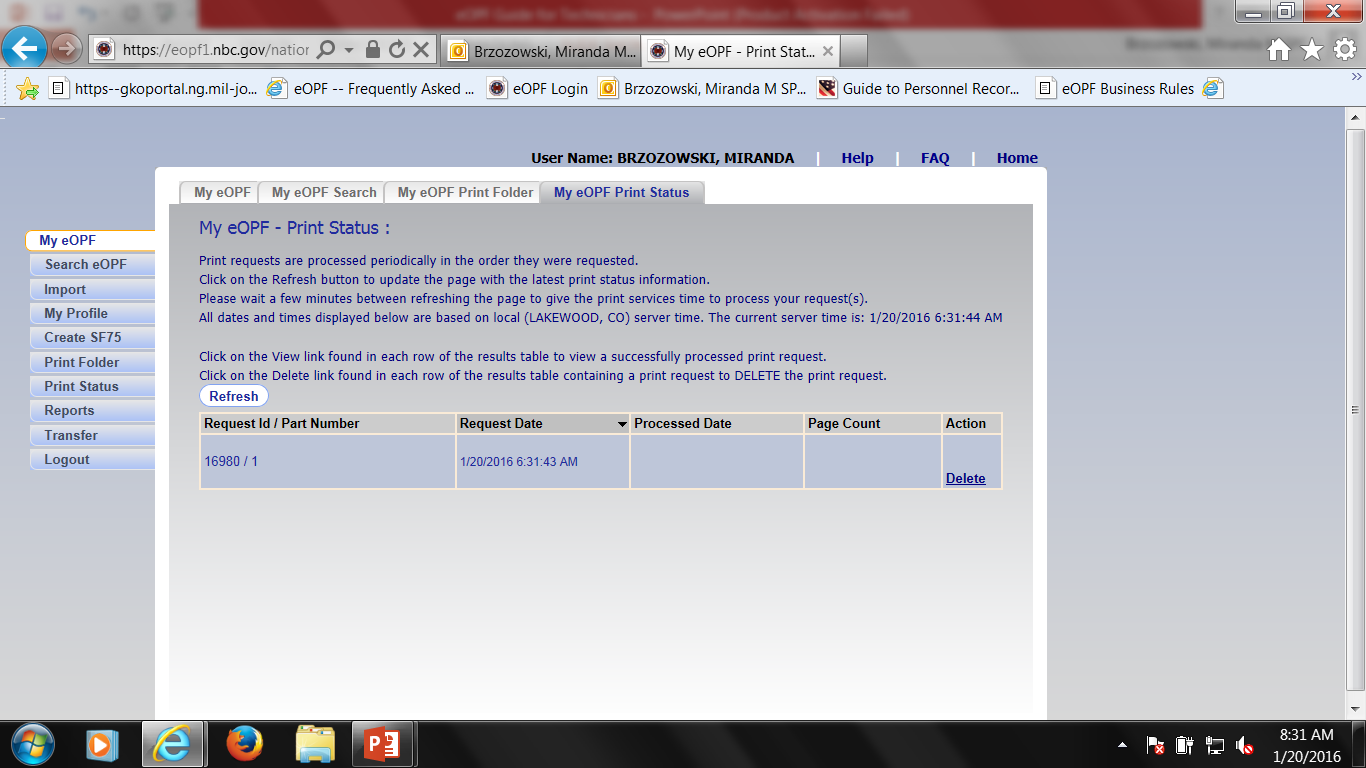 eOPF Guide for Technicians - PowerPoint (Product Activation Failed)
https://eopf1.nbc.gov/nation
Brzozowski, Miranda M...
My eOPF - Print Stat...
https--gkoportal.ng.mil-jo...
eOPF -- Frequently Asked ...
eOPF Login
Brzozowski, Miranda M SP...
Guide to Personnel Recor...
eOPF Business Rules
User Name: BRZOZOWSKI, MIRANDA | Help | FAQ | Home
My eOPF
My eOPF Search
My eOPF Print Folder
My eOPF Print Status
My eOPF
Search eOPF
Import
My Profile
Create SF75
Print Folder
Print Status
Reports
Transfer
Logout
My eOPF - Print Status :
Print requests are processed periodically in the order they were requested.
Click on the Refresh button to update the page with the latest print status information.
Please wait a few minutes between refreshing the page to give the print services time to process your request(s).
All dates and times displayed below are based on local (LAKEWOOD, CO) server time. The current server time is: 1/20/2016 6:31:44 AM
Click on the View link found in each row of the results table to view a successfully processed print request.
Click on the Delete link found in each row of the results table containing a print request to DELETE the print request.
Refresh
Request Id / Part Number Request Date Processed Date Page Count Action
16980 / 1 1/20/2016 6:31:43 AM Delete
8:31 AM
1/20/2016